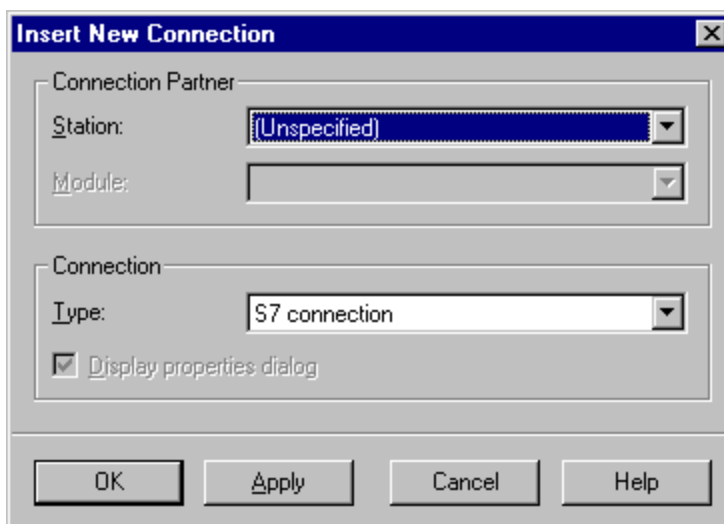 Insert New Connection
Connection Partner
Station: (Unspecified)
Module:
Connection
Type: S7 connection
Display properties dialog
OK Apply Cancel Help